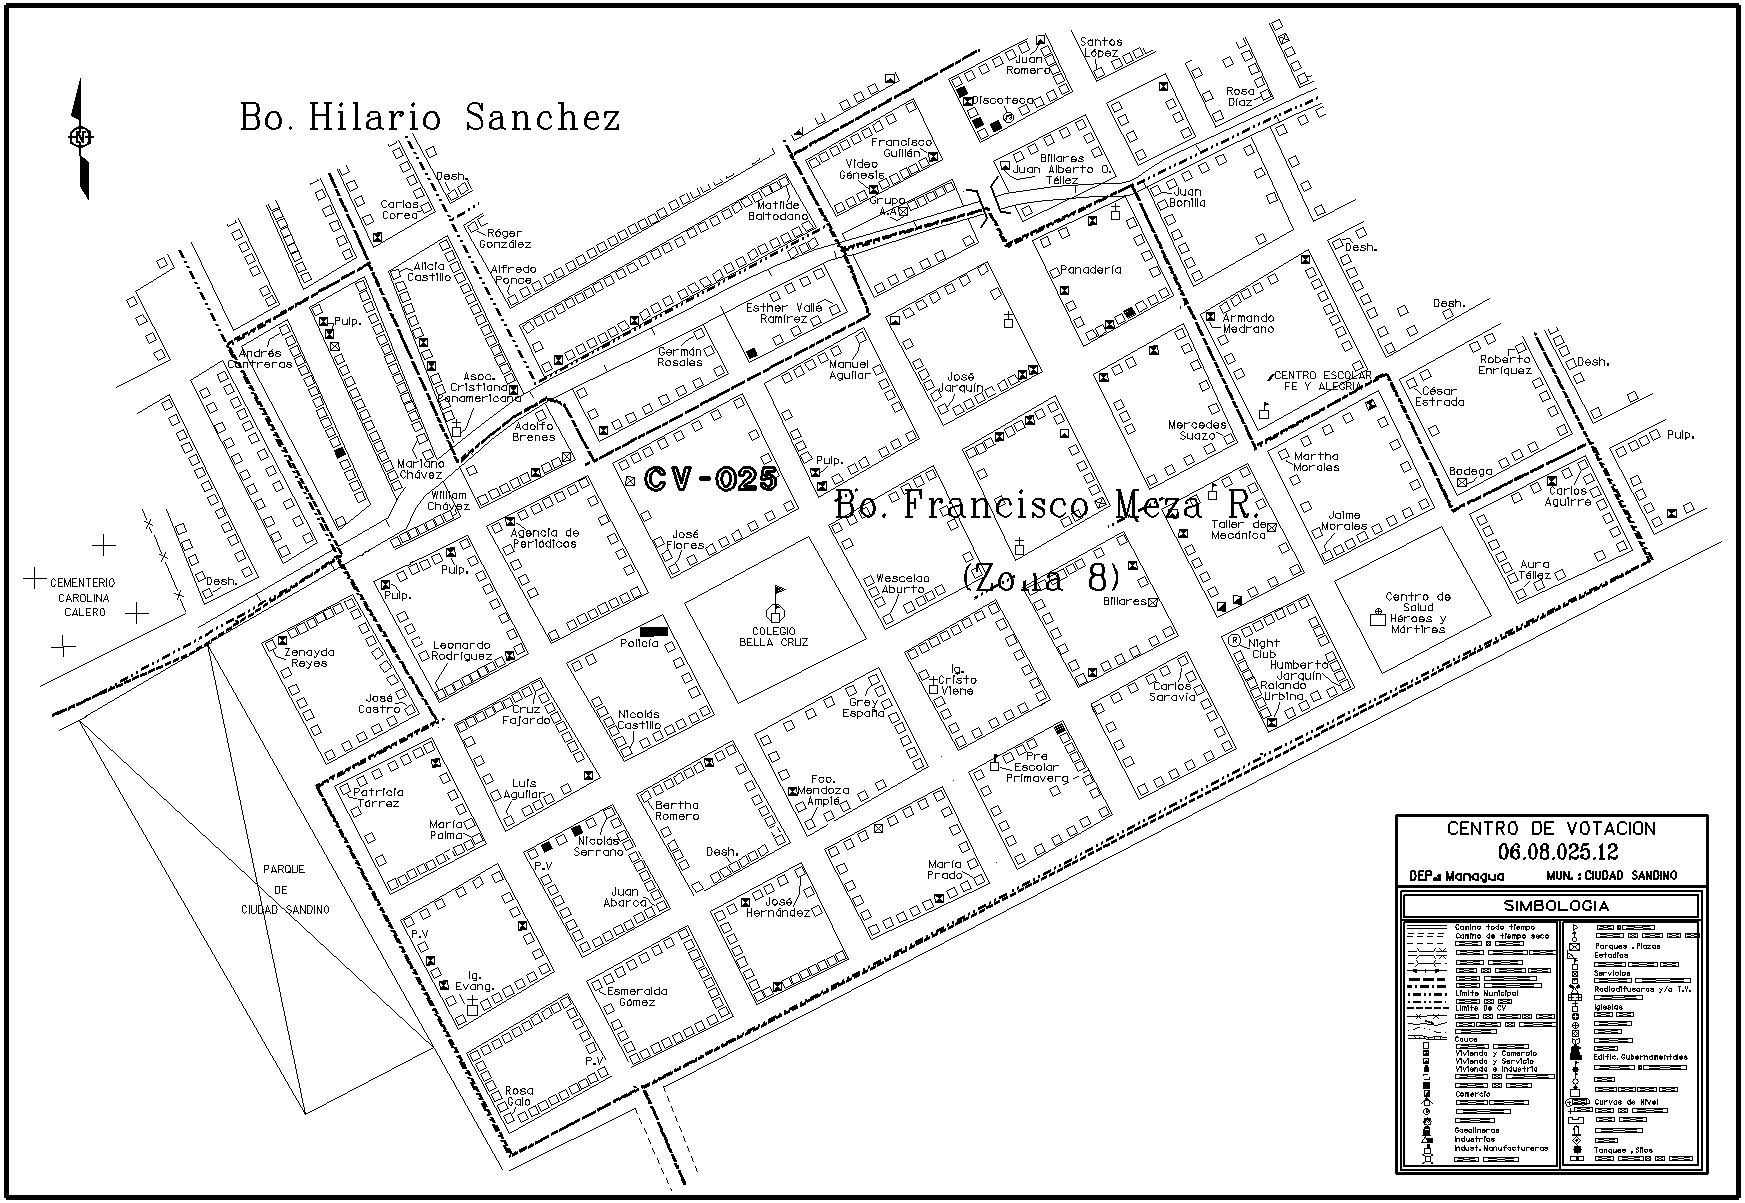 Bo. Hilario Sanchez
Santos
López
Juan
Romero
Discoteca
Rosa
Díaz
Francisco
Guillén
Video
Génesis
Grupo
A.A
Billares
Juan Alberto O.
Téllez
Juan
Bonilla
Desh.
Carlos
Corea
Matilde
Baltodano
Róger
González
Alicia
Castillo
Alfredo
Ponce
Panadería
Desh.
Desh.
Pulp.
Esther Valle
Ramírez
Armando
Medrano
Andrés
Contreras
Germán
Rosales
Manuel
Aguilar
José
Jarquín
Asoc.
Cristiana
Panamericana
CENTRO ESCOLAR
FE Y ALEGRIA
Roberto
Enríquez
Desh.
César
Estrada
Adolfo
Brenes
Mercedes
Suazo
Pulp.
Mariano
Chávez
Pulp.
CV-025
Martha
Morales
Bodega
William
Chávez
Carlos
Aguirre
Bo. Francisco Meza R.
(Zona 8)
Agencia de
Periódicos
José
Flores
Taller de
Mecánica
Jaime
Morales
Pulp.
Desh.
Pulp.
Wescelao
Aburto
Billares
Aura
Téllez
CEMENTERIO
CAROLINA
CALERO
Centro de
Salud
Héroes y
Mártires
COLEGIO
BELLA CRUZ
Policía
Zenayda
Reyes
Leonardo
Rodríguez
Night
Club
Humberto
Jarquín
Rolando
Urbina
Ig.
Cristo
Viene
Carlos
Saravia
José
Castro
Cruz
Fajardo
Nicolás
Castillo
Grey
España
Pre
Escolar
Primavera
Patricia
Tárrez
Luis
Aguilar
Fco.
Mendoza
Ampié
Bertha
Romero
María
Palma
Nicolás
Serrano
P.V
Desh.
María
Prado
PARQUE
DE
CIUDAD SANDINO
Juan
Abarca
José
Hernández
P.V
Ig.
Evang.
Esmeralda
Gómez
P.V
Rosa
Galo
CENTRO DE VOTACION
06.08.025.12
DEP.: Managua MUN. : CIUDAD SANDINO
SIMBOLOGIA
Camino todo tiempo
Camino de tiempo seco
Límite Municipal
Límite De CV
Cauce
Vivienda y Comercio
Vivienda y Servicio
Vivienda e Industria
Comercio
Gasolineras
Industrias
Indust. Manufactureras
Parques , Plazas
Estadios
Servicios
Radiodifusoras y/o T.V.
Iglesias
Edific. Gubernamentales
Curvas de Nivel
Tanques , Silos